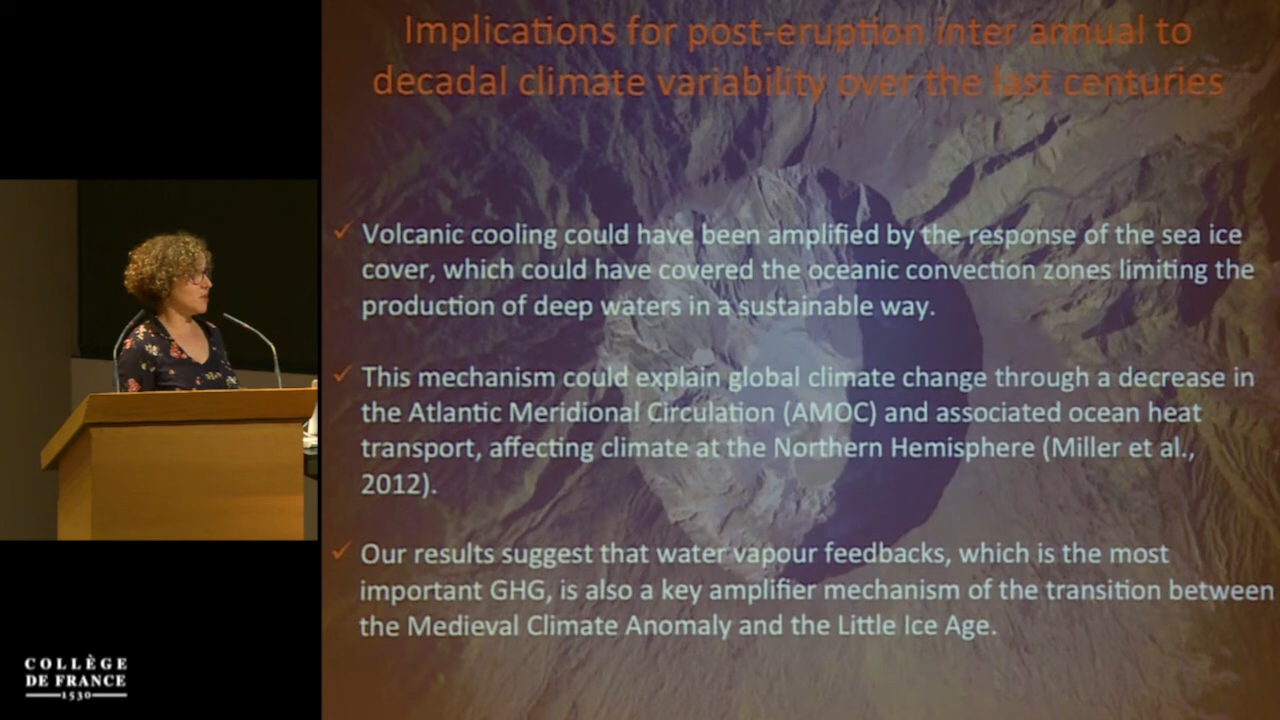 Implications for post-eruption inter annual to
decadal climate variability over the last centuries
Volcanic cooling could have been amplified by the response of the sea ice
cover, which could have covered the oceanic convection zones limiting the
production of deep waters in a sustainable way.
This mechanism could explain global climate change through a decrease in
the Atlantic Meridional Circulation (AMOC) and associated ocean heat
transport, affecting climate at the Northern Hemisphere (Miller et al.,
2012).
Our results suggest that water vapour feedbacks, which is the most
important GHG, is also a key amplifier mechanism of the transition between
the Medieval Climate Anomaly and the Little Ice Age.
COLLÈGE
DE FRANCE
1530